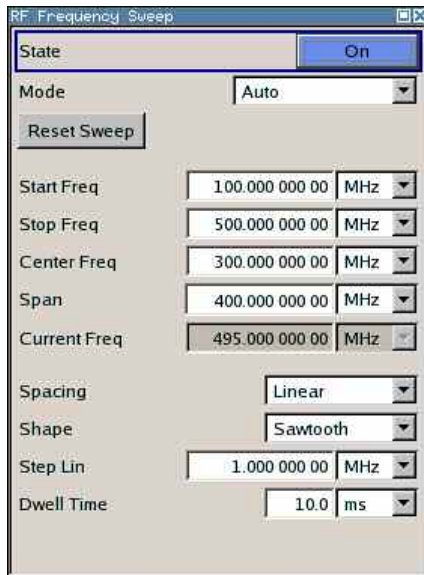 RF Frequency Sweep
State On
Mode Auto
Reset Sweep
Start Freq 100.000 000 00 MHz
Stop Freq 500.000 000 00 MHz
Center Freq 300.000 000 00 MHz
Span 400.000 000 00 MHz
Current Freq 495.000 000 00 MHz
Spacing Linear
Shape Sawtooth
Step Lin 1.000 000 00 MHz
Dwell Time 10.0 ms